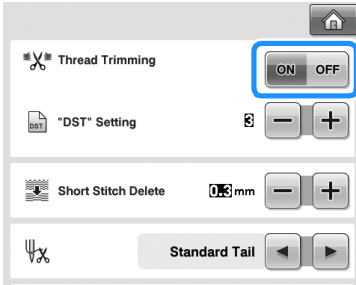 Thread Trimming
ON OFF
DST
"DST" Setting
3
Short Stitch Delete
0.3 mm
Standard Tail